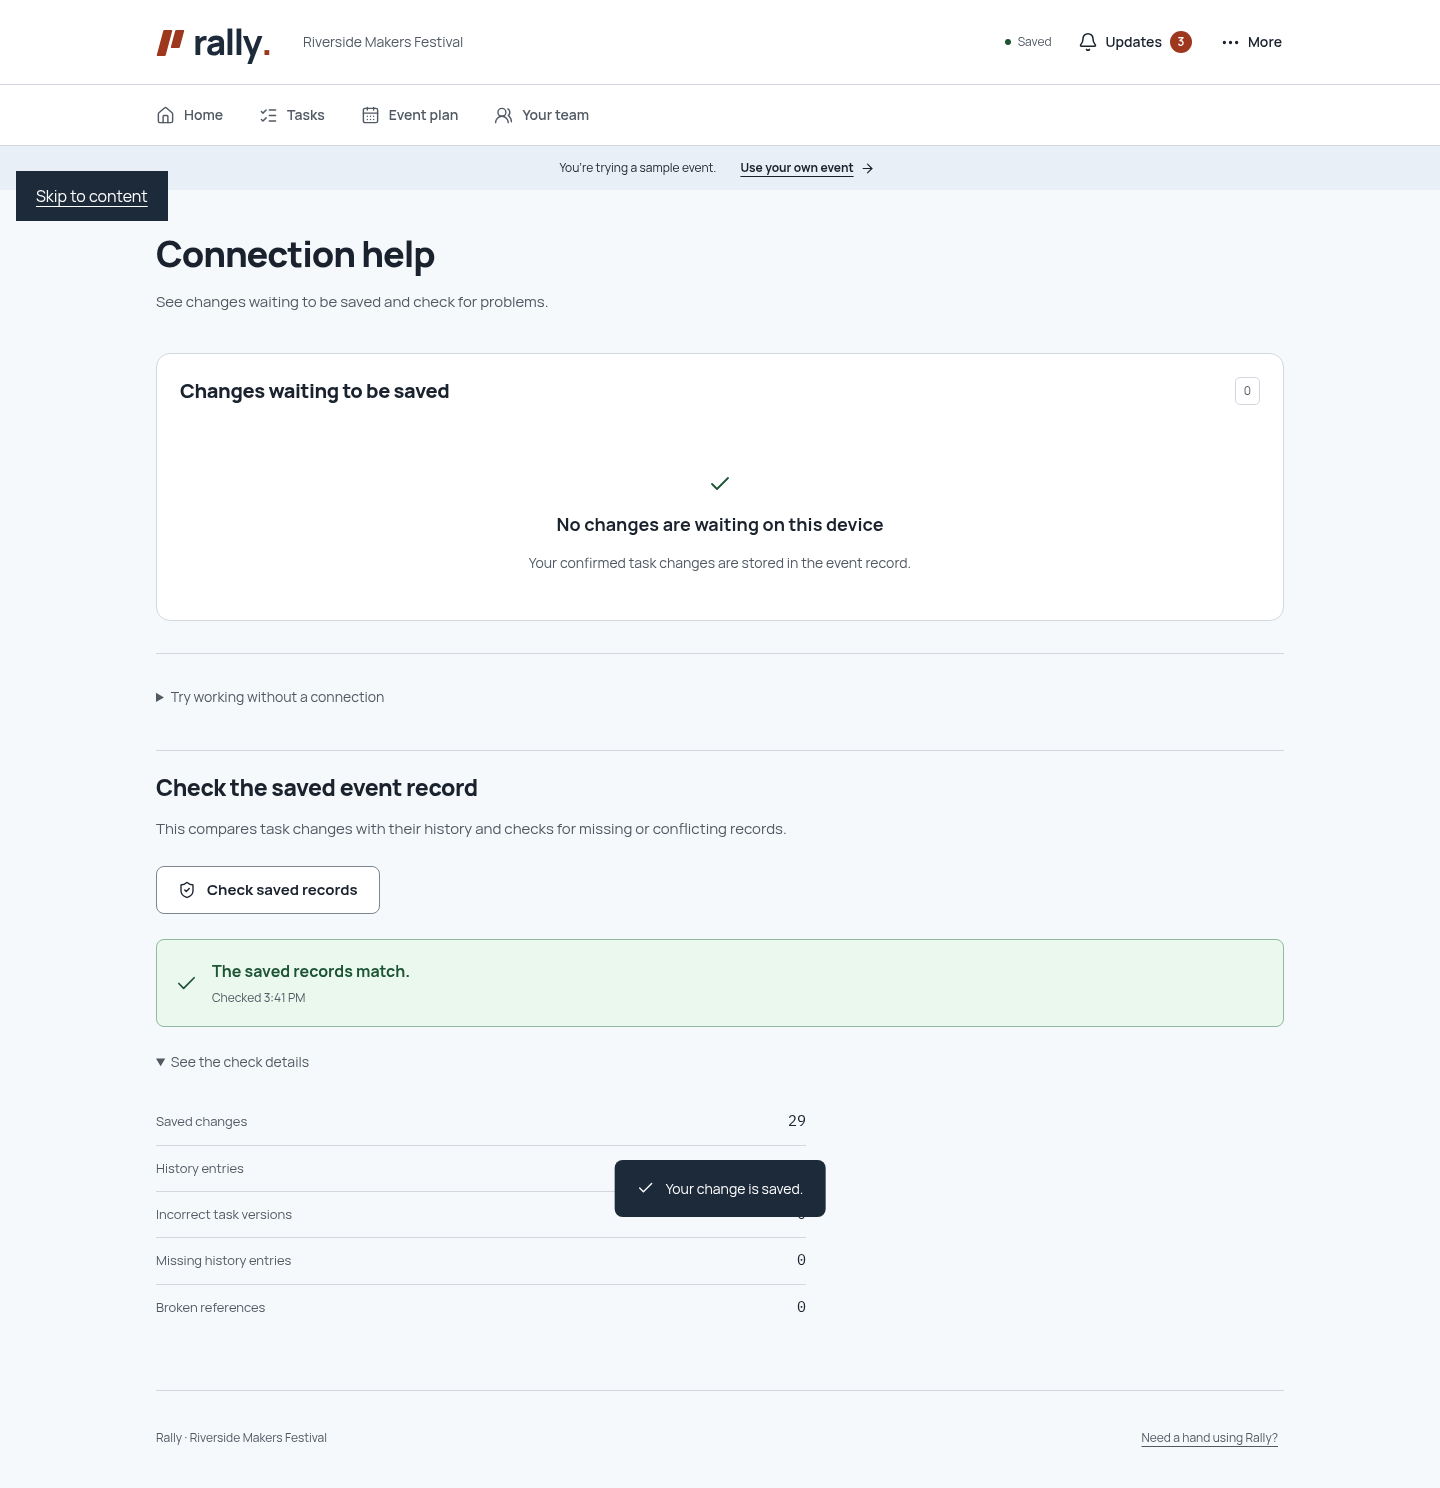 rally.
Riverside Makers Festival
Saved
Updates 3
More
Home
Tasks
Event plan
Your team
You're trying a sample event.
Use your own event
Skip to content
Connection help
See changes waiting to be saved and check for problems.
Changes waiting to be saved
0
No changes are waiting on this device
Your confirmed task changes are stored in the event record.
Try working without a connection
Check the saved event record
This compares task changes with their history and checks for missing or conflicting records.
Check saved records
The saved records match.
Checked 3:41 PM
See the check details
Saved changes 29
History entries
Your change is saved.
Incorrect task versions
Missing history entries 0
Broken references 0
Rally · Riverside Makers Festival
Need a hand using Rally?